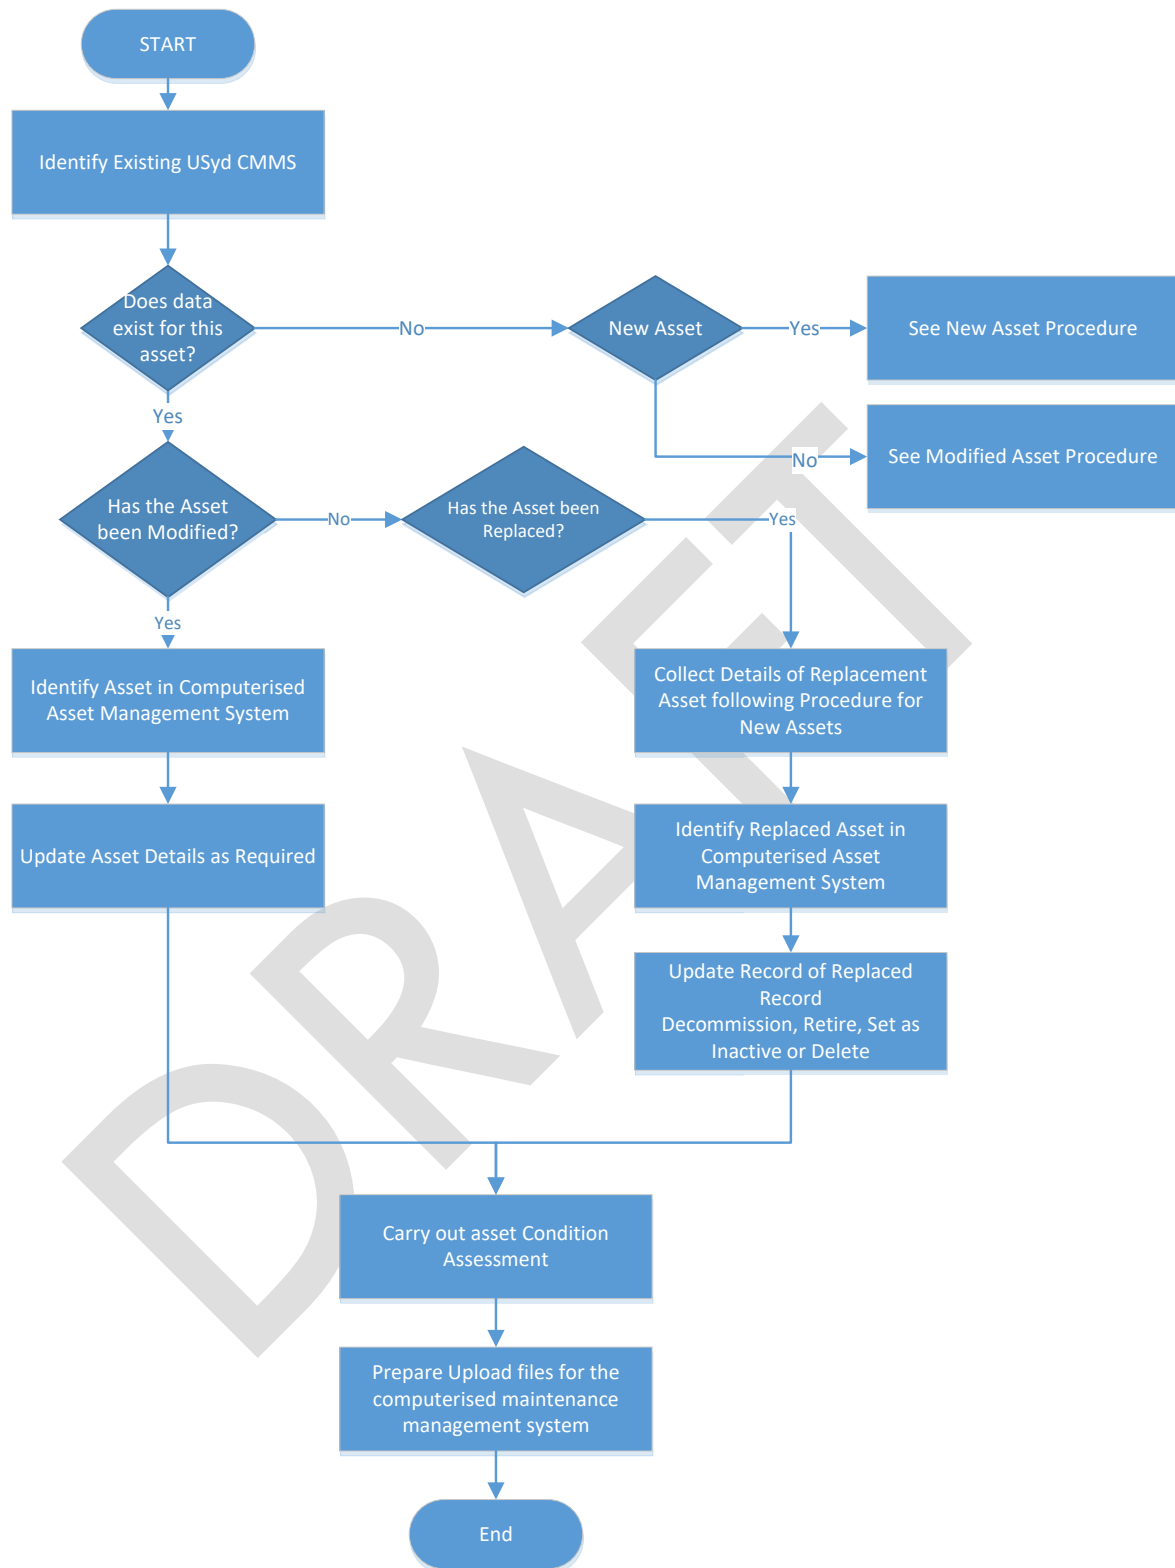 START
Identify Existing USyd CMMS
Does data
exist for this
asset?
No
New Asset
Yes
See New Asset Procedure
Yes
No
See Modified Asset Procedure
Has the Asset
been Modified?
No
Has the Asset been
Replaced?
Yes
Yes
Identify Asset in Computerised
Asset Management System
Collect Details of Replacement
Asset following Procedure for
New Assets
Update Asset Details as Required
Identify Replaced Asset in
Computerised Asset
Management System
Update Record of Replaced
Record
Decommission, Retire, Set as
Inactive or Delete
Carry out asset Condition
Assessment
Prepare Upload files for the
computerised maintenance
management system
End
DRAFT